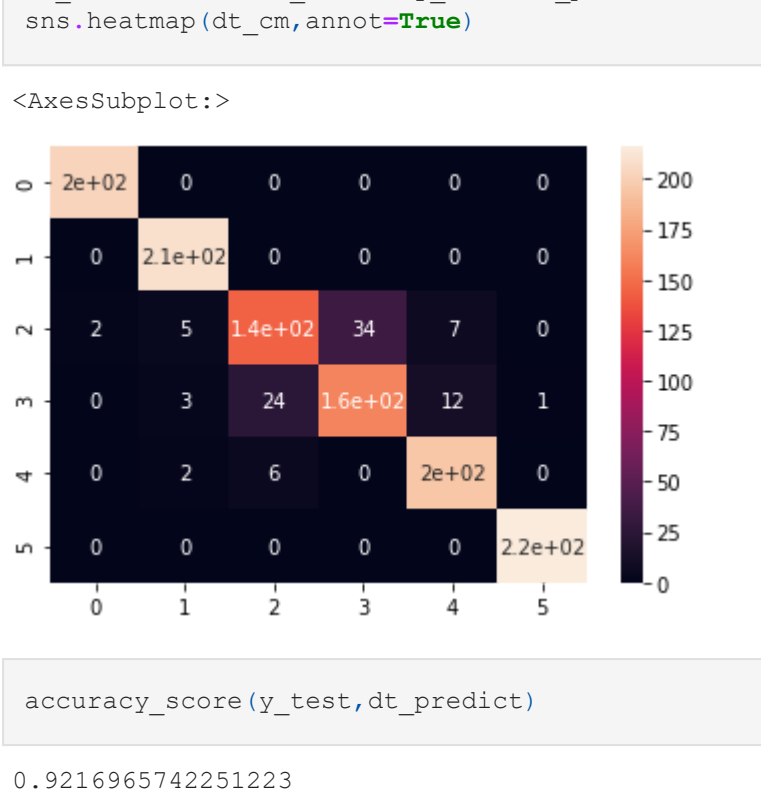 sns.heatmap(dt_cm,annot=True)
<AxesSubplot:>
0 2e+02 0 0 0 0 0
1 0 2.1e+02 0 0 0 0
2 2 5 1.4e+02 34 7 0
3 0 3 24 1.6e+02 12 1
4 0 2 6 0 2e+02 0
5 0 0 0 0 0 2.2e+02
0 1 2 3 4 5
200
175
150
125
100
75
50
25
0
accuracy_score(y_test,dt_predict)
0.9216965742251223